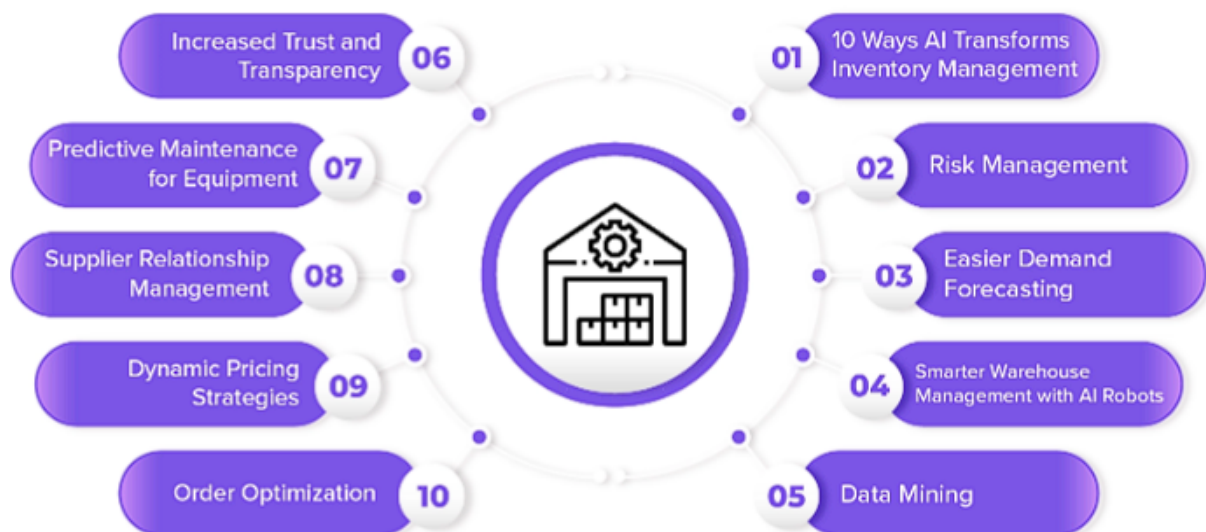 01
10 Ways AI Transforms
Inventory Management
02
Risk Management
03
Easier Demand
Forecasting
04
Smarter Warehouse
Management with AI Robots
05
Data Mining
06
Increased Trust and
Transparency
07
Predictive Maintenance
for Equipment
08
Supplier Relationship
Management
09
Dynamic Pricing
Strategies
10
Order Optimization